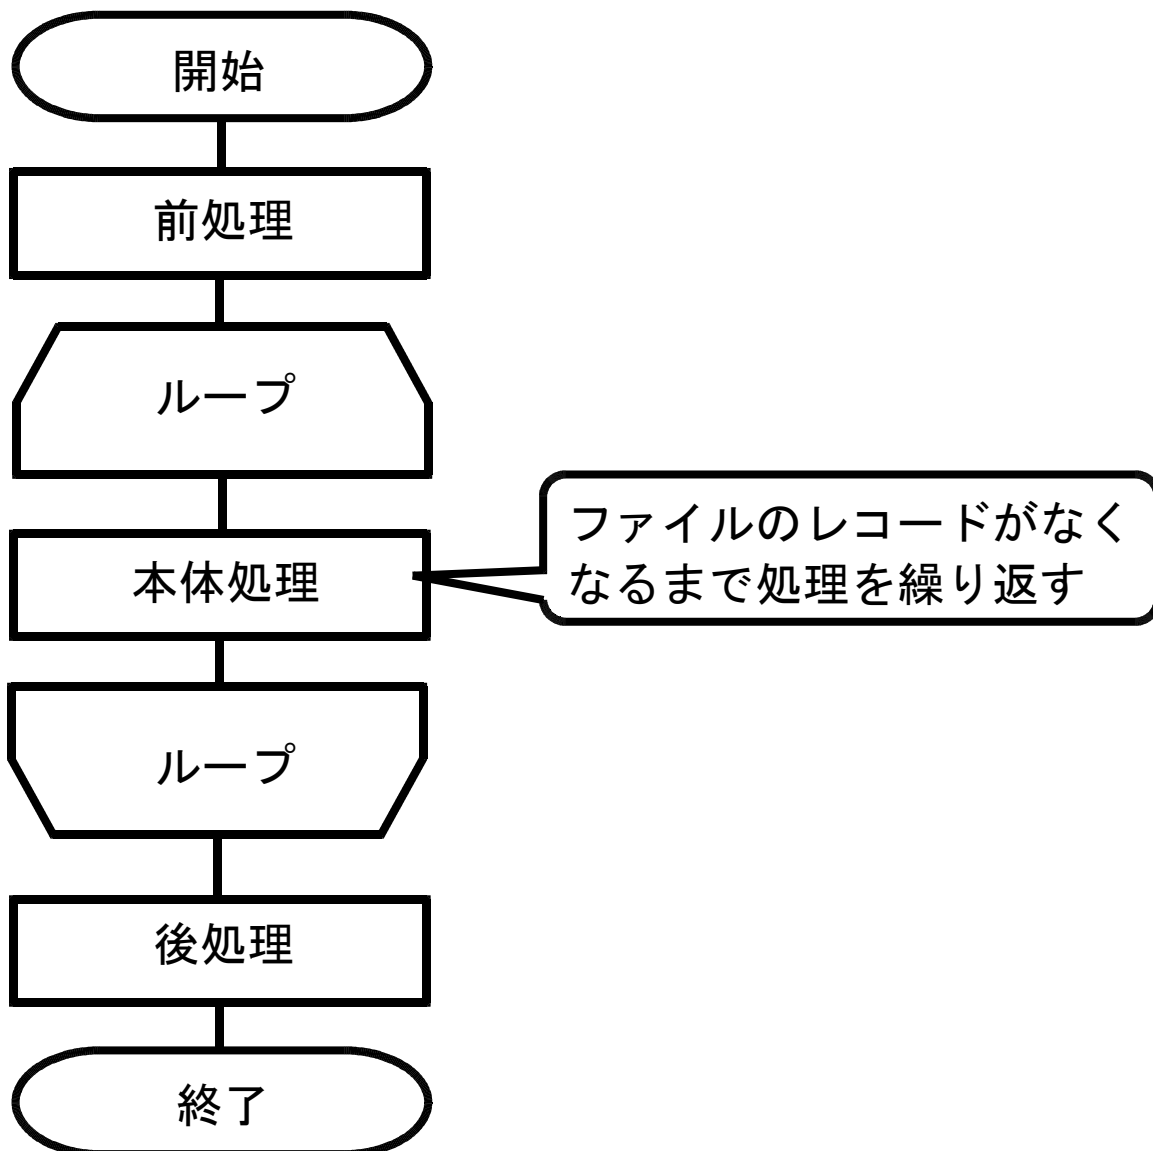 開始
前処理
ループ
本体処理
ファイルのレコードがなく
なるまで処理を繰り返す
ループ
後処理
終了